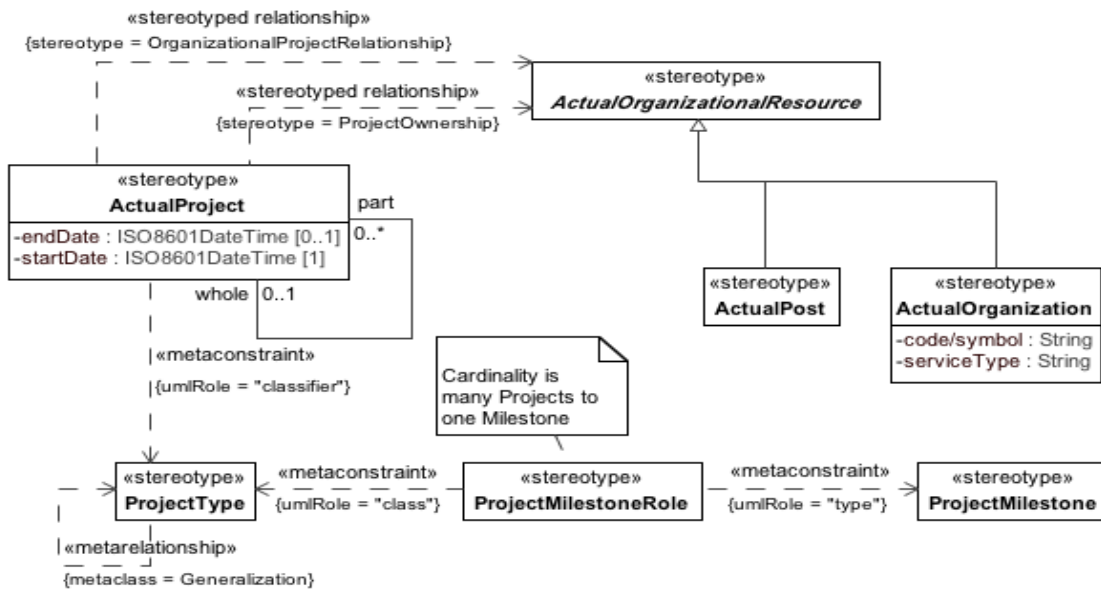 «stereotyped relationship»
{stereotype = OrganizationalProjectRelationship}
«stereotype»
ActualOrganizationalResource
«stereotyped relationship»
{stereotype = ProjectOwnership}
«stereotype»
ActualProject
-endDate : ISO8601DateTime [0..1]
-startDate : ISO8601DateTime [1]
part
0..*
whole
0..1
«stereotype»
ActualPost
«stereotype»
ActualOrganization
-code/symbol : String
-serviceType : String
«metaconstraint»
{umlRole = "classifier"}
Cardinality is
many Projects to
one Milestone
«stereotype»
ProjectType
«metaconstraint»
{umlRole = "class"}
«stereotype»
ProjectMilestoneRole
«metaconstraint»
{umlRole = "type"}
«stereotype»
ProjectMilestone
«metarelationship»
{metaclass = Generalization}